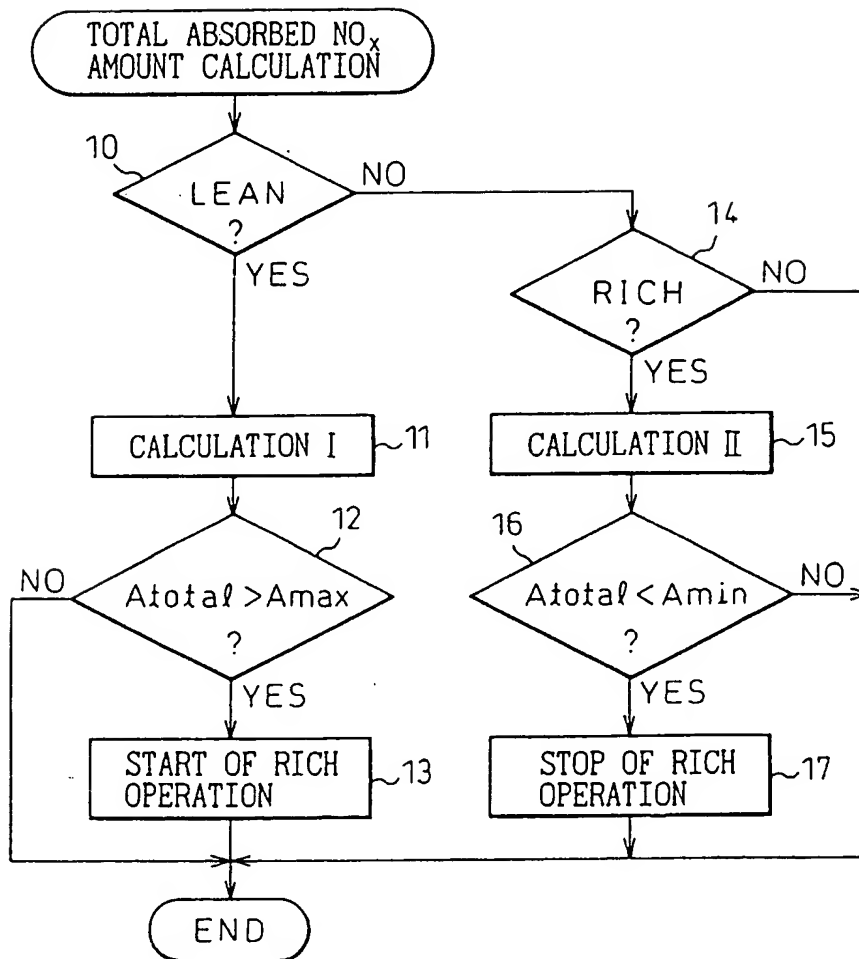 TOTAL ABSORBED NOx
AMOUNT CALCULATION
10
LEAN
?
NO
YES
14
RICH
?
NO
YES
CALCULATION I
11
CALCULATION II
15
12
Atotal>Amax
?
NO
YES
16
Atotal<Amin
?
NO
YES
START OF RICH
OPERATION
13
STOP OF RICH
OPERATION
17
END